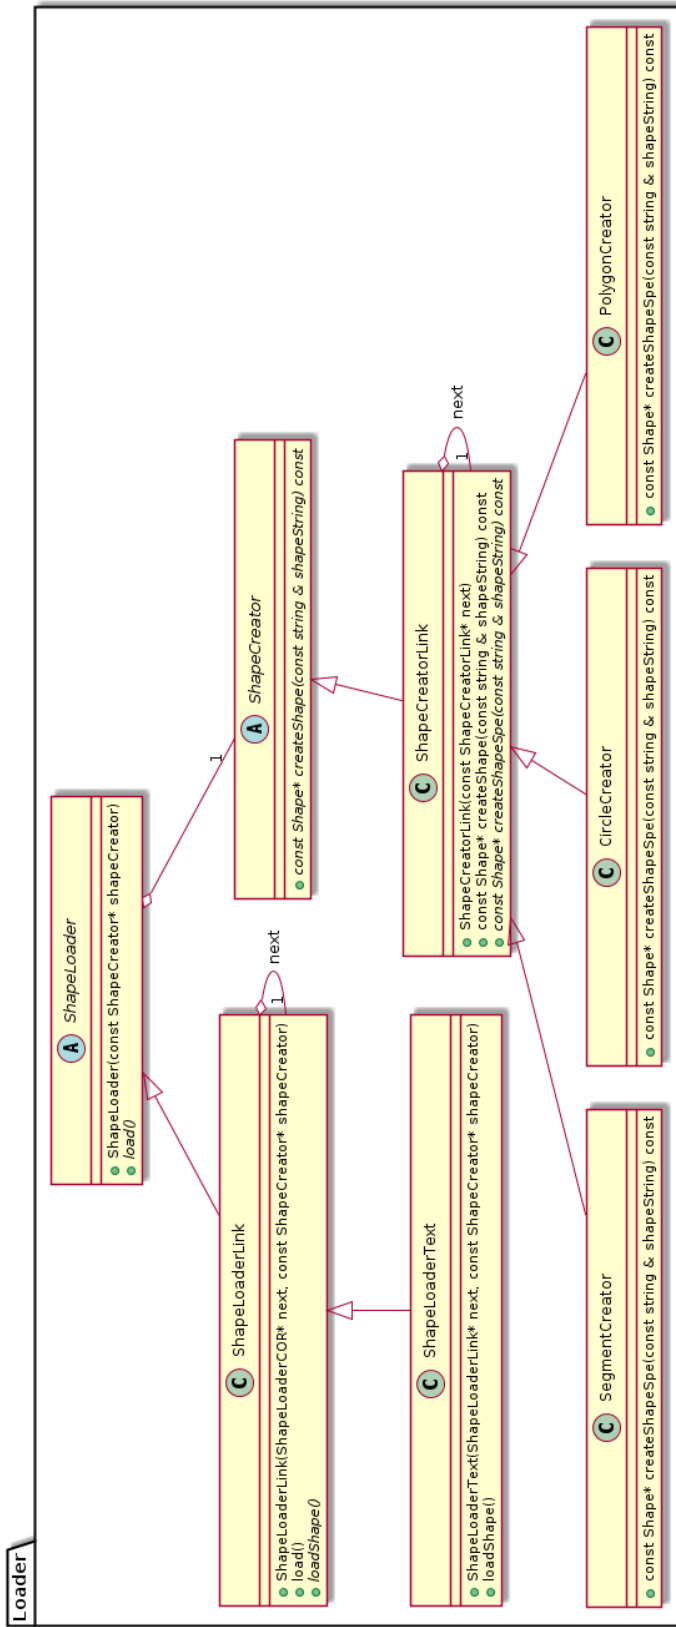 Loader
A ShapeLoader
ShapeLoader(const ShapeCreator* shapeCreator)
load()
1
C ShapeLoaderLink
ShapeLoaderLink(ShapeLoaderCOR* next, const ShapeCreator* shapeCreator)
load()
loadShape()
next
1
A ShapeCreator
const Shape* createShape(const string & shapeString) const
C ShapeLoaderText
ShapeLoaderText(ShapeLoaderLink* next, const ShapeCreator* shapeCreator)
loadShape()
C ShapeCreatorLink
ShapeCreatorLink(const ShapeCreatorLink* next)
const Shape* createShape(const string & shapeString) const
const Shape* createShapeSpe(const string & shapeString) const
next
1
C SegmentCreator
const Shape* createShapeSpe(const string & shapeString) const
C CircleCreator
const Shape* createShapeSpe(const string & shapeString) const
C PolygonCreator
const Shape* createShapeSpe(const string & shapeString) const